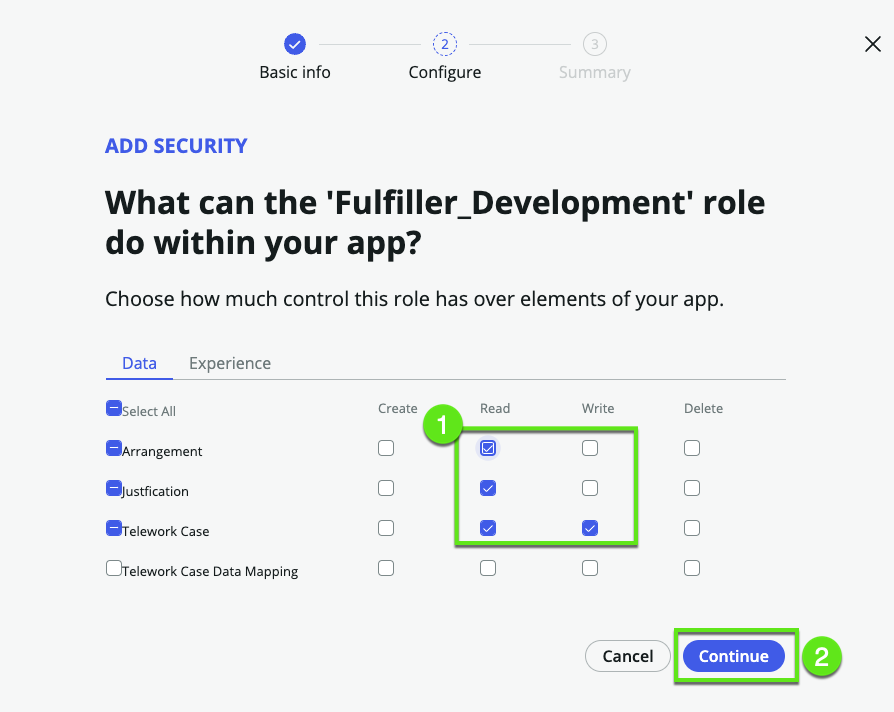 2
3
Basic info
Configure
Summary
ADD SECURITY
What can the 'Fulfiller_Development' role
do within your app?
Choose how much control this role has over elements of your app.
Data
Experience
Select All
Create
Read
Write
Delete
1
Arrangement
Justfication
Telework Case
Telework Case Data Mapping
Cancel
Continue
2